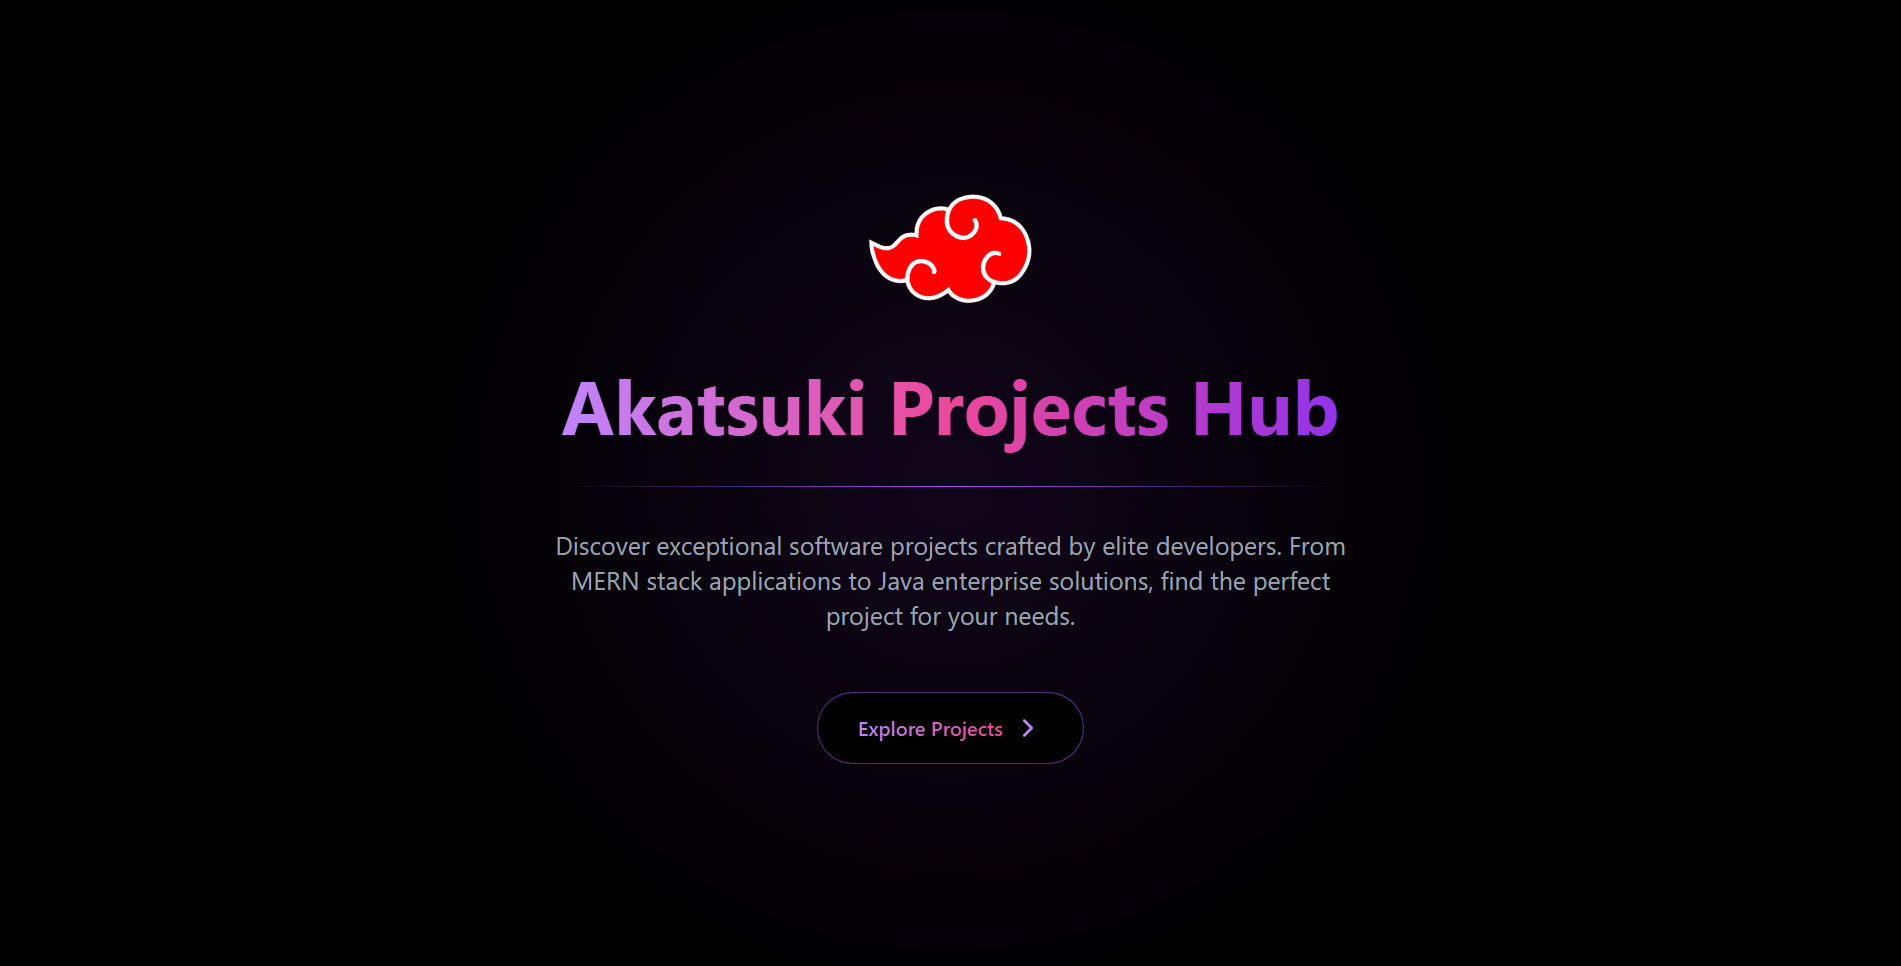 Akatsuki Projects Hub
Discover exceptional software projects crafted by elite developers. From
MERN stack applications to Java enterprise solutions, find the perfect
project for your needs.
Explore Projects